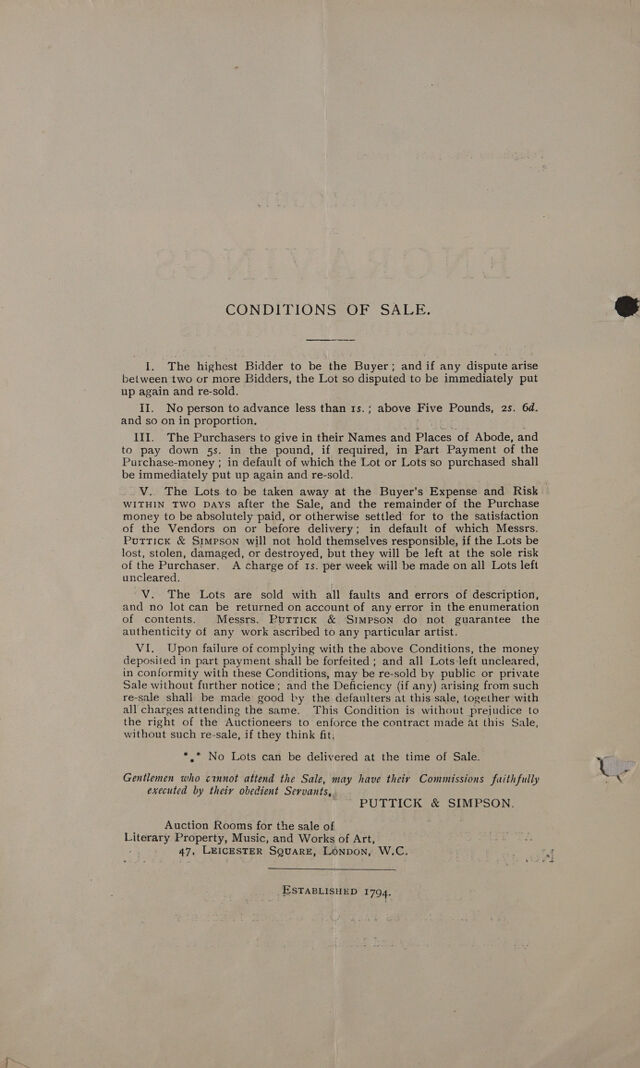 CONDITIONS OF SALE.
I. The highest Bidder to be the Buyer; and if any dispute arise
between two or more Bidders, the Lot so disputed to be immediately put
up again and re-sold.
II. No person to advance less than 1s.; above Five Pounds, 2s. 6d.
and so on in proportion.
III. The Purchasers to give in their Names and Places of Abode, and
to pay down 5s. in the pound, if required, in Part Payment of the
Purchase-money; in default of which the Lot or Lots so purchased shall
be immediately put up again and re-sold.
V. The Lots to be taken away at the Buyer's Expense and Risk
WITHIN TWO DAYS after the Sale, and the remainder of the Purchase
money to be absolutely paid, or otherwise settled for to the satisfaction
of the Vendors on or before delivery; in default of which Messrs.
PUTTICK & SIMPSON will not hold themselves responsible, if the Lots be
lost, stolen, damaged, or destroyed, but they will be left at the sole risk
of the Purchaser. A charge of 1s. per week will be made on all Lots left
uncleared.
V. The Lots are sold with all faults and errors of description,
and no lot can be returned on account of any error in the enumeration
of contents. Messrs. PUTTICK & SIMPSON do not guarantee the
authenticity of any work ascribed to any particular artist.
VI. Upon failure of complying with the above Conditions, the money
deposited in part payment shall be forfeited; and all Lots left uncleared,
in conformity with these Conditions, may be re-sold by public or private
Sale without further notice; and the Deficiency (if any) arising from such
re-sale shall be made good by the defaulters at this sale, together with
all charges attending the same. This Condition is without prejudice to
the right of the Auctioneers to enforce the contract made at this Sale,
without such re-sale, if they think fit.
*** No Lots can be delivered at the time of Sale.
Gentlemen who cannot attend the Sale, may have their Commissions faithfully
executed by their obedient Servants,
PUTTICK & SIMPSON.
Auction Rooms for the sale of
Literary Property, Music, and Works of Art,
47, LEICESTER SQUARE, LONDON, W.C.
ESTABLISHED 1794.